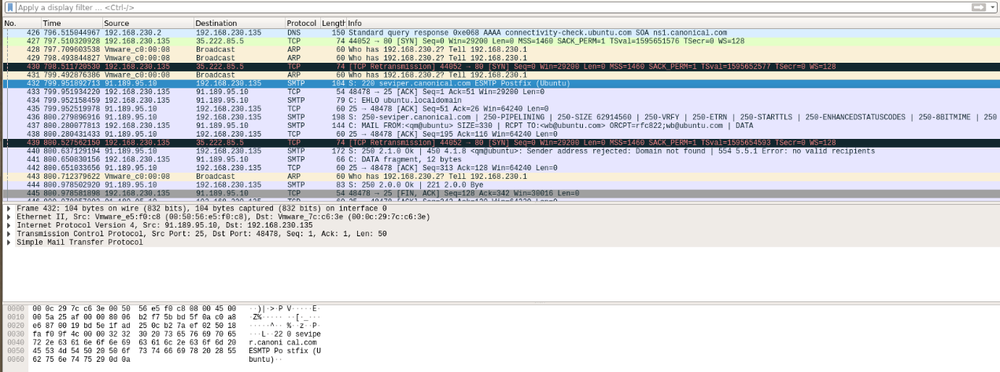 Apply a display filter ... <Ctrl-/>
No. Time Source Destination Protocol Length Info
426 796.515044967 192.168.230.2 192.168.230.135 DNS 150 Standard query response 0xe068 AAAA connectivity-check.ubuntu.com SOA ns1.canonical.com
427 797.510320928 192.168.230.135 35.222.85.5 TCP 74 44052 → 80 [SYN] Seq=0 Win=29200 Len=0 MSS=1460 SACK_PERM=1 TSval=1595651576 TSecr=0 WS=128
428 797.709603538 Vmware_c0:00:08 Broadcast ARP 60 Who has 192.168.230.2? Tell 192.168.230.1
429 798.493844827 Vmware_c0:00:08 Broadcast ARP 60 Who has 192.168.230.2? Tell 192.168.230.1
430 798.511720530 192.168.230.135 35.222.85.5 TCP 74 [TCP Retransmission] 44052 → 80 [SYN] Seq=0 Win=29200 Len=0 MSS=1460 SACK_PERM=1 TSval=1595652577 TSecr=0 WS=128
431 799.492876386 Vmware_c0:00:08 Broadcast ARP 60 Who has 192.168.230.2? Tell 192.168.230.1
432 799.951892713 91.189.95.10 192.168.230.135 SMTP 104 S: 220 seviper.canonical.com ESMTP Postfix (Ubuntu)
433 799.951934220 192.168.230.135 91.189.95.10 TCP 54 48478 → 25 [ACK] Seq=1 Ack=51 Win=29200 Len=0
434 799.952158459 192.168.230.135 91.189.95.10 SMTP 79 C: EHLO ubuntu.localdomain
435 799.952519978 91.189.95.10 192.168.230.135 TCP 60 25 → 48478 [ACK] Seq=51 Ack=26 Win=64240 Len=0
436 800.279896916 91.189.95.10 192.168.230.135 SMTP 198 S: 250-seviper.canonical.com | 250-PIPELINING | 250-SIZE 62914560 | 250-VRFY | 250-ETRN | 250-STARTTLS | 250-ENHANCEDSTATUSCODES | 250-8BITMIME | 250
437 800.280077813 192.168.230.135 91.189.95.10 SMTP 144 C: MAIL FROM:<qm@ubuntu> SIZE=330 | RCPT TO:<wb@ubuntu.com> ORCPT=rfc822;wb@ubuntu.com | DATA
438 800.280431433 91.189.95.10 192.168.230.135 TCP 60 25 → 48478 [ACK] Seq=195 Ack=116 Win=64240 Len=0
439 800.527562150 192.168.230.135 35.222.85.5 TCP 74 [TCP Retransmission] 44052 → 80 [SYN] Seq=0 Win=29200 Len=0 MSS=1460 SACK_PERM=1 TSval=1595654593 TSecr=0 WS=128
440 800.637129194 91.189.95.10 192.168.230.135 SMTP 172 S: 250 2.1.0 Ok | 450 4.1.8 <qm@ubuntu>: Sender address rejected: Domain not found | 554 5.5.1 Error: no valid recipients
441 800.650830156 192.168.230.135 91.189.95.10 SMTP 66 C: DATA fragment, 12 bytes
442 800.651033656 91.189.95.10 192.168.230.135 TCP 60 25 → 48478 [ACK] Seq=313 Ack=128 Win=64240 Len=0
443 800.712379622 Vmware_c0:00:08 Broadcast ARP 60 Who has 192.168.230.2? Tell 192.168.230.1
444 800.978502920 91.189.95.10 192.168.230.135 SMTP 83 S: 250 2.0.0 Ok | 221 2.0.0 Bye
445 800.978581898 192.168.230.135 91.189.95.10 TCP 54 48478 → 25 [FIN, ACK] Seq=128 Ack=342 Win=30016 Len=0
Frame 432: 104 bytes on wire (832 bits), 104 bytes captured (832 bits) on interface 0
Ethernet II, Src: Vmware_e5:f0:c8 (00:50:56:e5:f0:c8), Dst: Vmware_7c:c6:3e (00:0c:29:7c:c6:3e)
Internet Protocol Version 4, Src: 91.189.95.10, Dst: 192.168.230.135
Transmission Control Protocol, Src Port: 25, Dst Port: 48478, Seq: 1, Ack: 1, Len: 50
Simple Mail Transfer Protocol
0000 00 0c 29 7c c6 3e 00 50 56 e5 f0 c8 08 00 45 00 ··)|·>·P V·····E·
0010 00 5a 25 af 00 00 80 06 b2 f7 5b bd 5f 0a c0 a8 ·Z%····· ··[·_···
0020 e6 87 00 19 bd 5e 1f ad 25 0c b2 7a ef 02 50 18 ·····^·· %··z··P·
0030 fa f0 9f 4c 00 00 32 32 30 20 73 65 76 69 70 65 ···L··22 0 sevipe
0040 72 2e 63 61 6e 6f 6e 69 63 61 6c 2e 63 6f 6d 20 r.canoni cal.com
0050 45 53 4d 54 50 20 50 6f 73 74 66 69 78 20 28 55 ESMTP Po stfix (U
0060 62 75 6e 74 75 29 0d 0a buntu)··